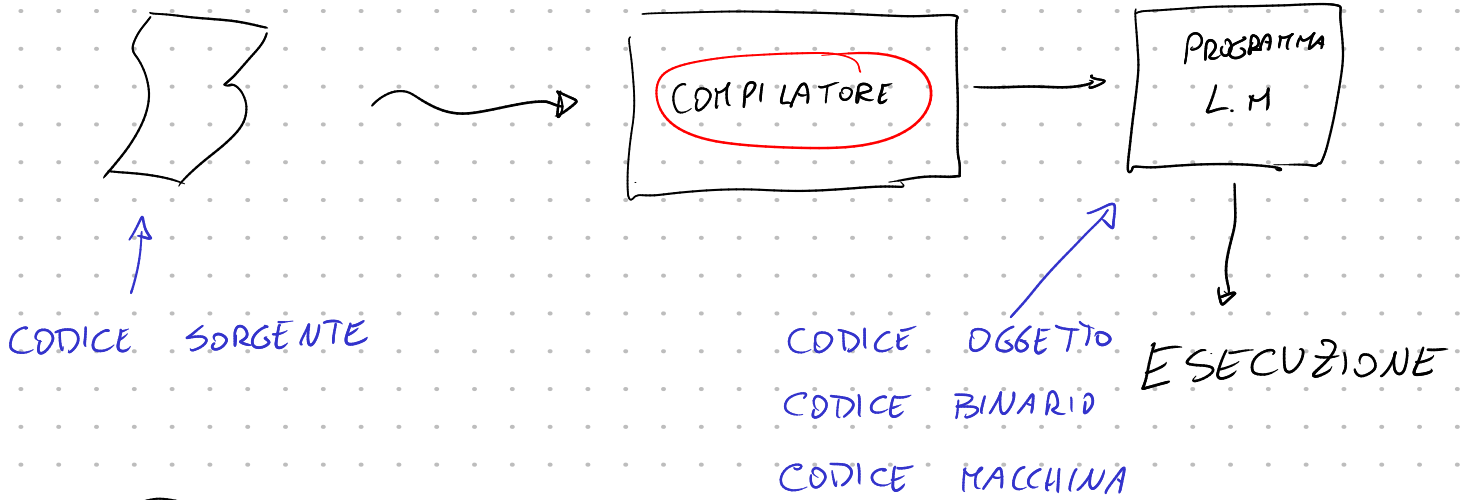 COMPILATORE
PROGRAMMA
L.M
CODICE SORGENTE
CODICE OGGETTO
CODICE BINARIO
CODICE MACCHINA
ESECUZIONE